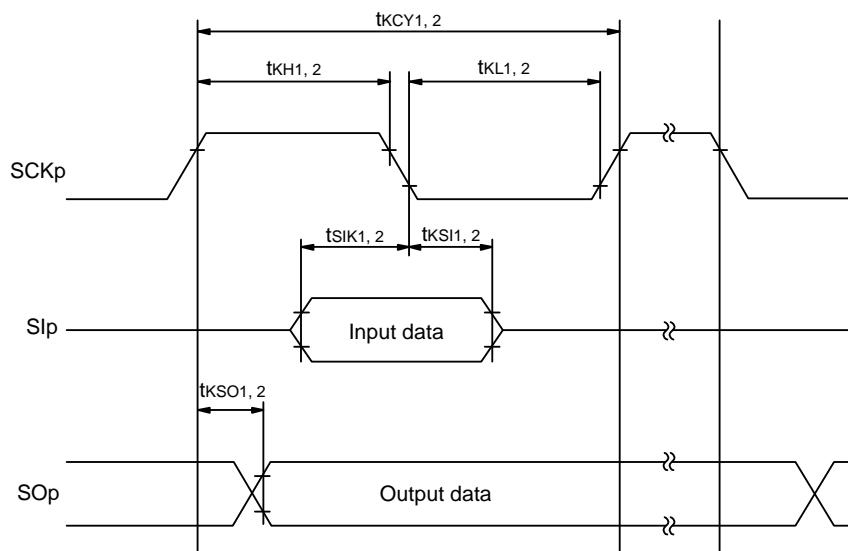 tKCY1, 2
tKH1, 2
tKL1, 2
SCKp
tSIK1, 2
tKSI1, 2
SIp
Input data
tKSO1, 2
SOp
Output data